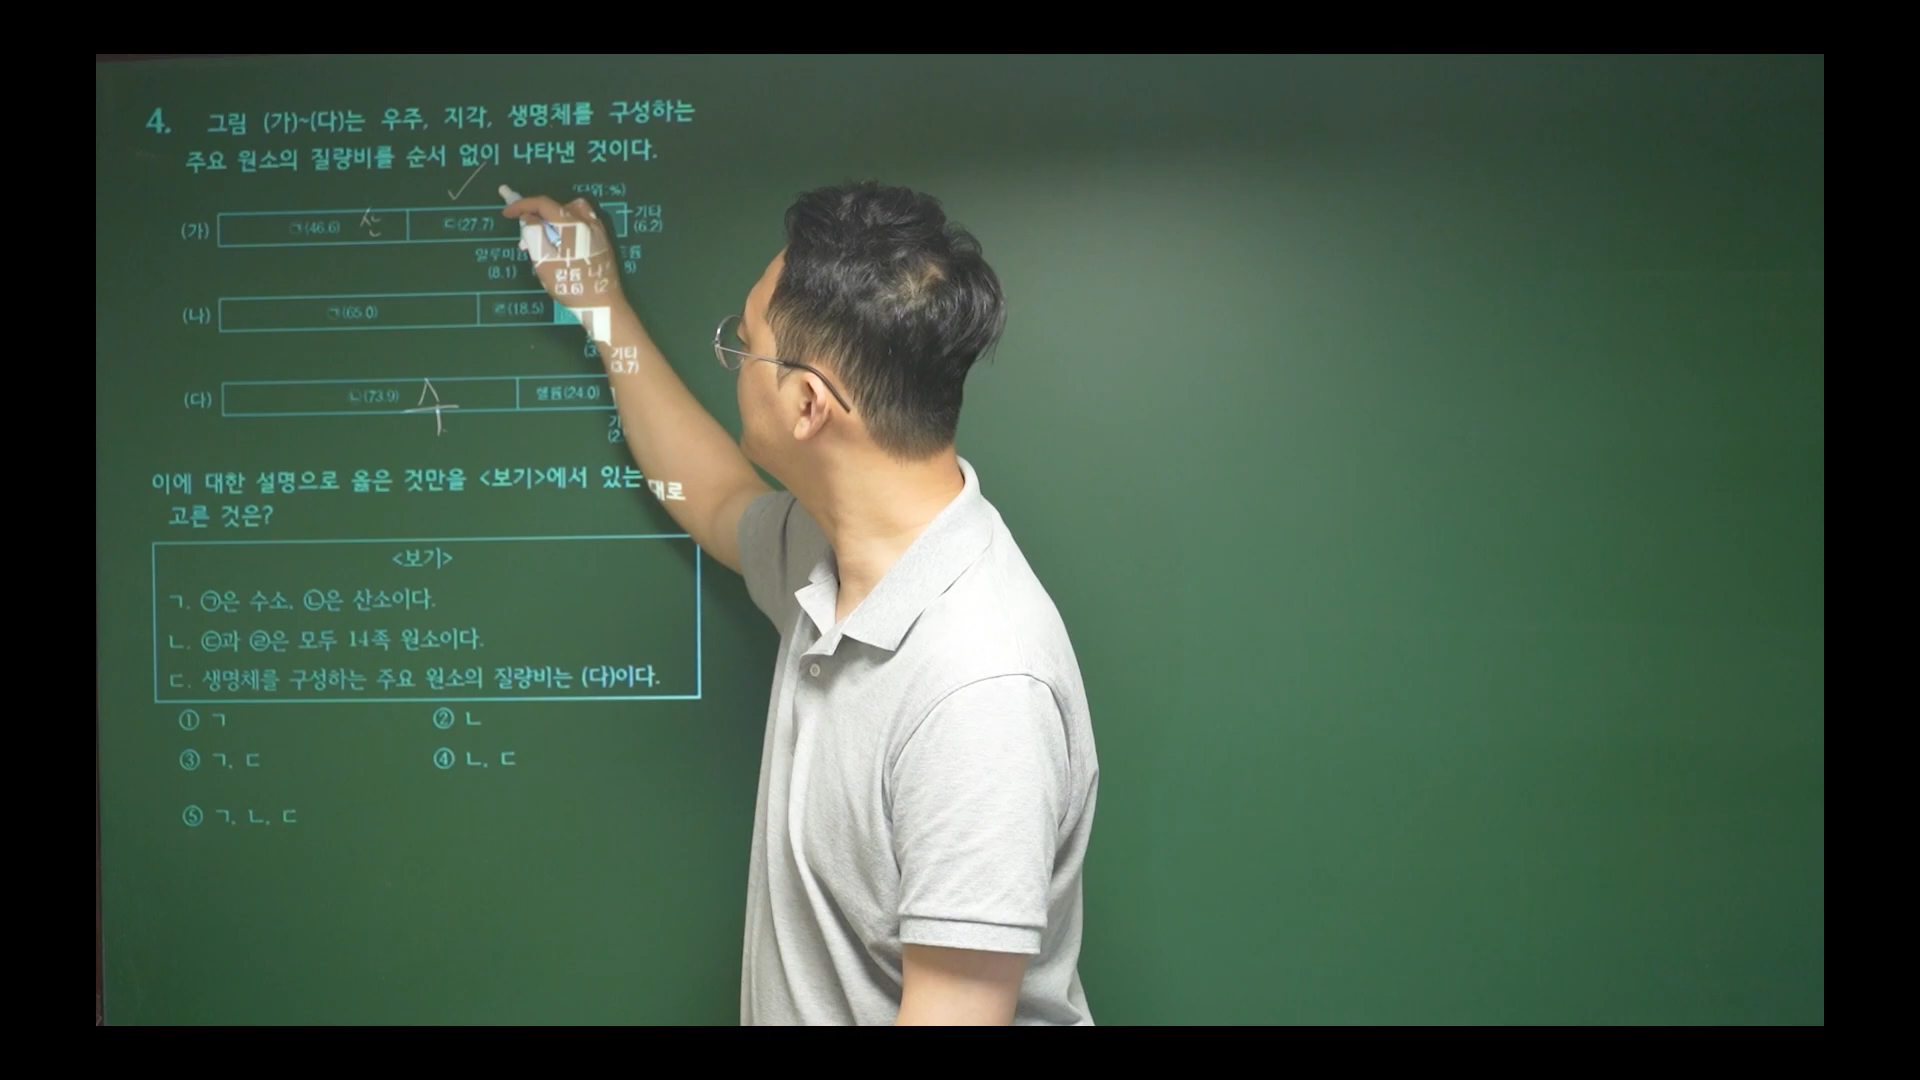 4. 그림 (가)~(다)는 우주, 지각, 생명체를 구성하는
주요 원소의 질량비를 순서 없이 나타낸 것이다.
(단위:%)
(가) ㉠(46.6) 산 ㉢(27.7) 기타
(6.2)
알루미늄
(8.1) 칼륨
(3.6)
(나) ㉠(65.0) ㉣(18.5)
기타
(3.7)
(다) ㉡(73.9) 수 헬륨(24.0)
이에 대한 설명으로 옳은 것만을 <보기>에서 있는 대로
고른 것은?
<보기>
ㄱ. ㉠은 수소, ㉡은 산소이다.
ㄴ. ㉢과 ㉣은 모두 14족 원소이다.
ㄷ. 생명체를 구성하는 주요 원소의 질량비는 (다)이다.
① ㄱ ② ㄴ
③ ㄱ, ㄷ ④ ㄴ, ㄷ
⑤ ㄱ, ㄴ, ㄷ